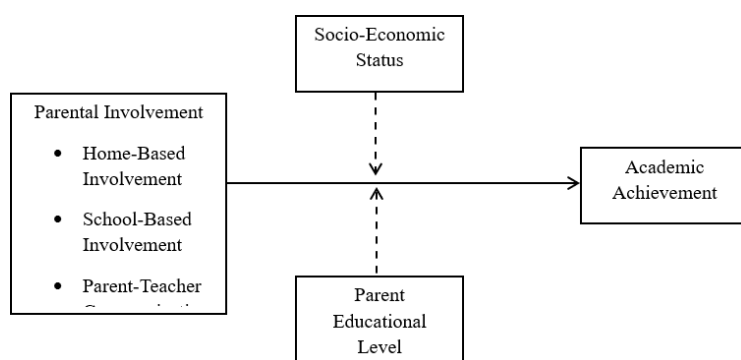 Socio-Economic
Status
Parental Involvement
• Home-Based
Involvement
• School-Based
Involvement
• Parent-Teacher
Academic
Achievement
Parent
Educational
Level